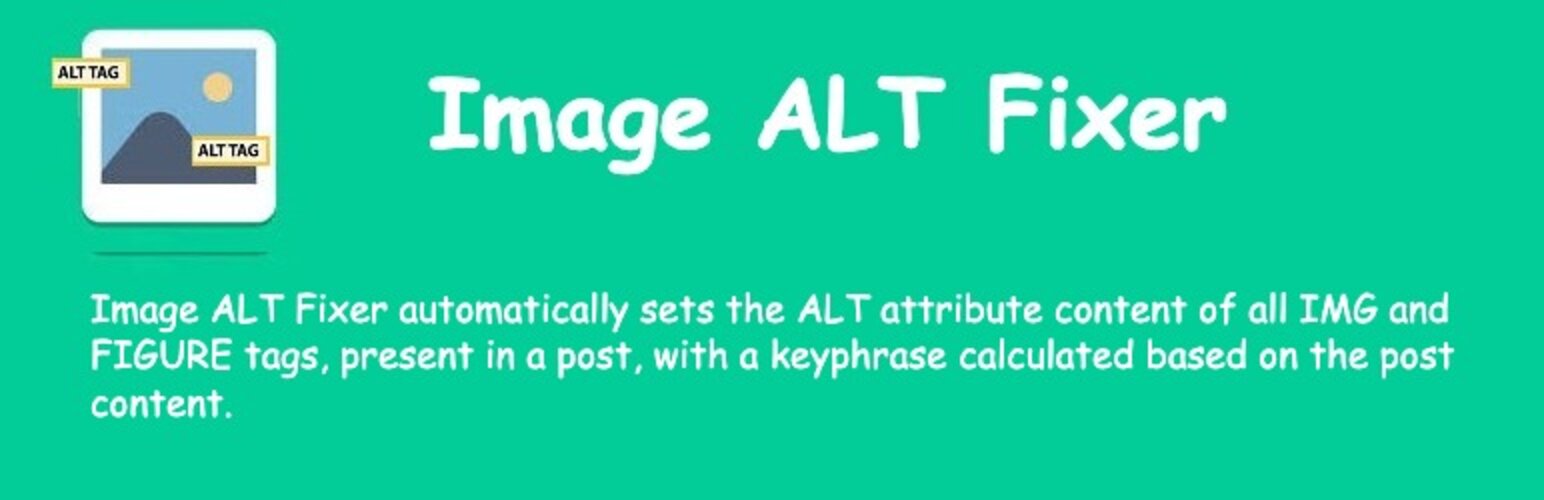 ALT TAG
Image ALT Fixer
ALT TAG
Image ALT Fixer automatically sets the ALT attribute content of all IMG and
FIGURE tags, present in a post, with a keyphrase calculated based on the post
content.